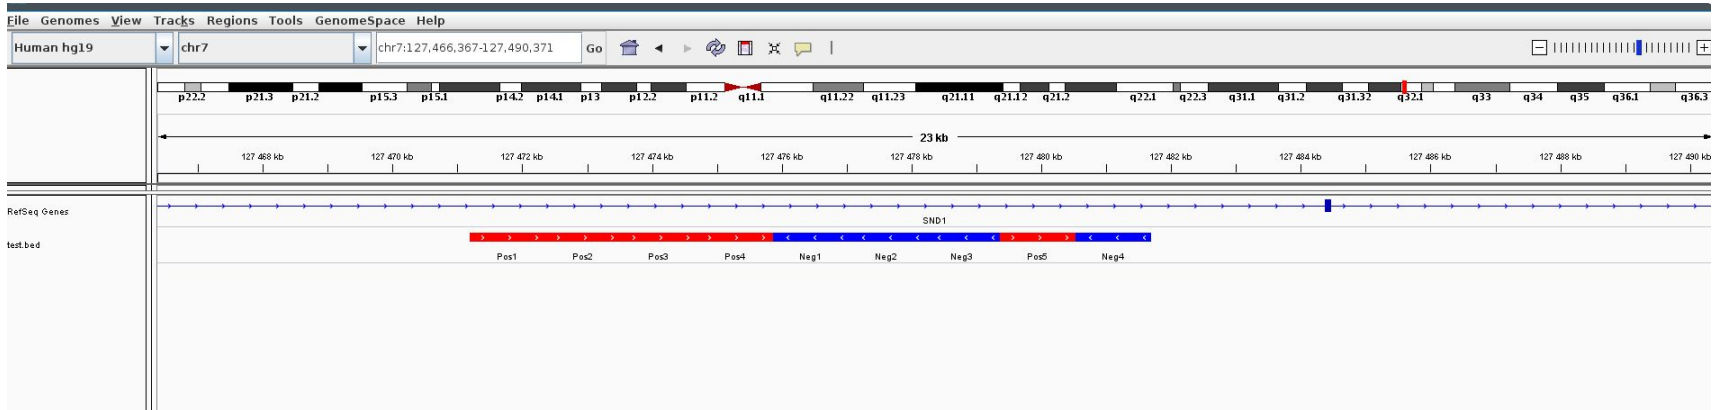 File Genomes View Tracks Regions Tools GenomeSpace Help
Human hg19 chr7 chr7:127,466,367-127,490,371 Go
p22.2 p21.3 p21.2 p15.3 p15.1 p14.2 p14.1 p13 p12.2 p11.2 q11.1 q11.22 q11.23 q21.11 q21.12 q21.2 q22.1 q22.3 q31.1 q31.2 q31.32 q32.1 q33 q34 q35 q36.1 q36.3
23 kb
127 468 kb 127 470 kb 127 472 kb 127 474 kb 127 476 kb 127 478 kb 127 480 kb 127 482 kb 127 484 kb 127 486 kb 127 488 kb 127 490 kb
RefSeq Genes
SND1
test.bed
Pos1 Pos2 Pos3 Pos4 Neg1 Neg2 Neg3 Pos5 Neg4